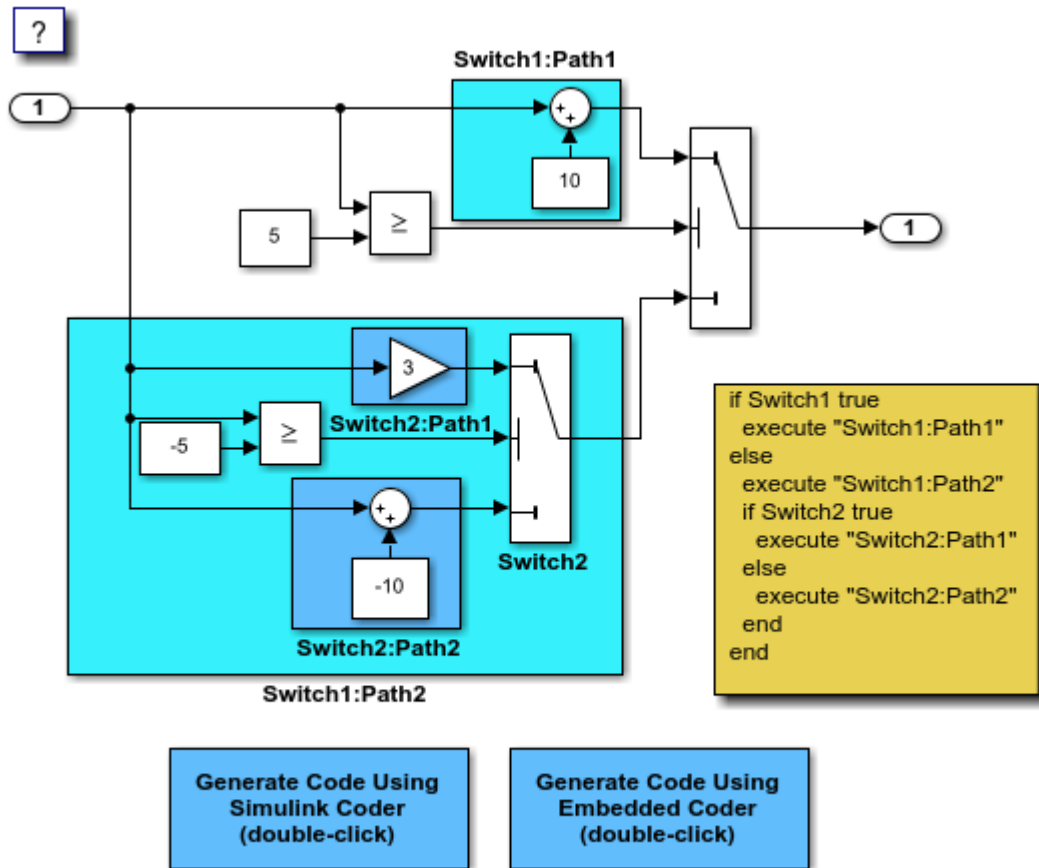 ?
Switch1:Path1
1
10
5
≥
1
3
Switch2:Path1
-5
≥
-10
Switch2
Switch2:Path2
Switch1:Path2
if Switch1 true
execute "Switch1:Path1"
else
execute "Switch1:Path2"
if Switch2 true
execute "Switch2:Path1"
else
execute "Switch2:Path2"
end
end
Generate Code Using
Simulink Coder
(double-click)
Generate Code Using
Embedded Coder
(double-click)